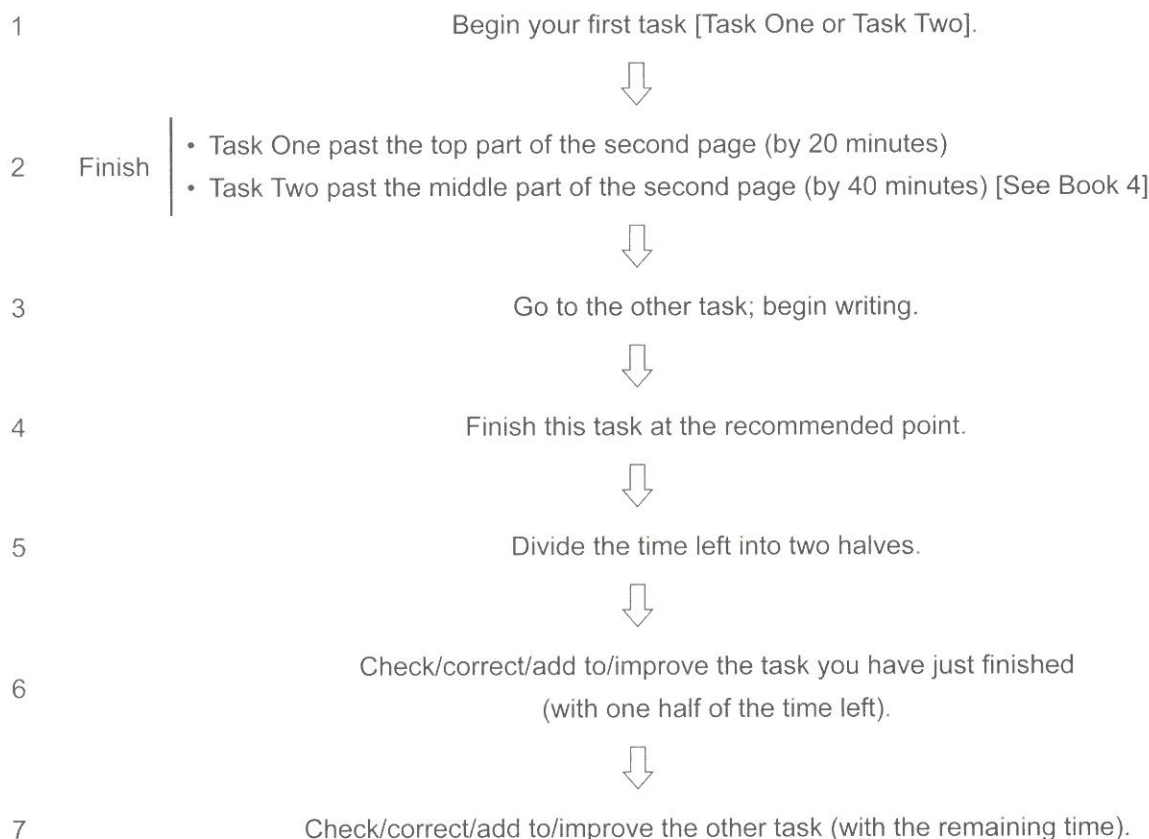 1 Begin your first task [Task One or Task Two].
• Task One past the top part of the second page (by 20 minutes)
2 Finish
• Task Two past the middle part of the second page (by 40 minutes) [See Book 4]
3 Go to the other task; begin writing.
4 Finish this task at the recommended point.
5 Divide the time left into two halves.
Check/correct/add to/improve the task you have just finished
6
(with one half of the time left).
7 Check/correct/add to/improve the other task (with the remaining time).